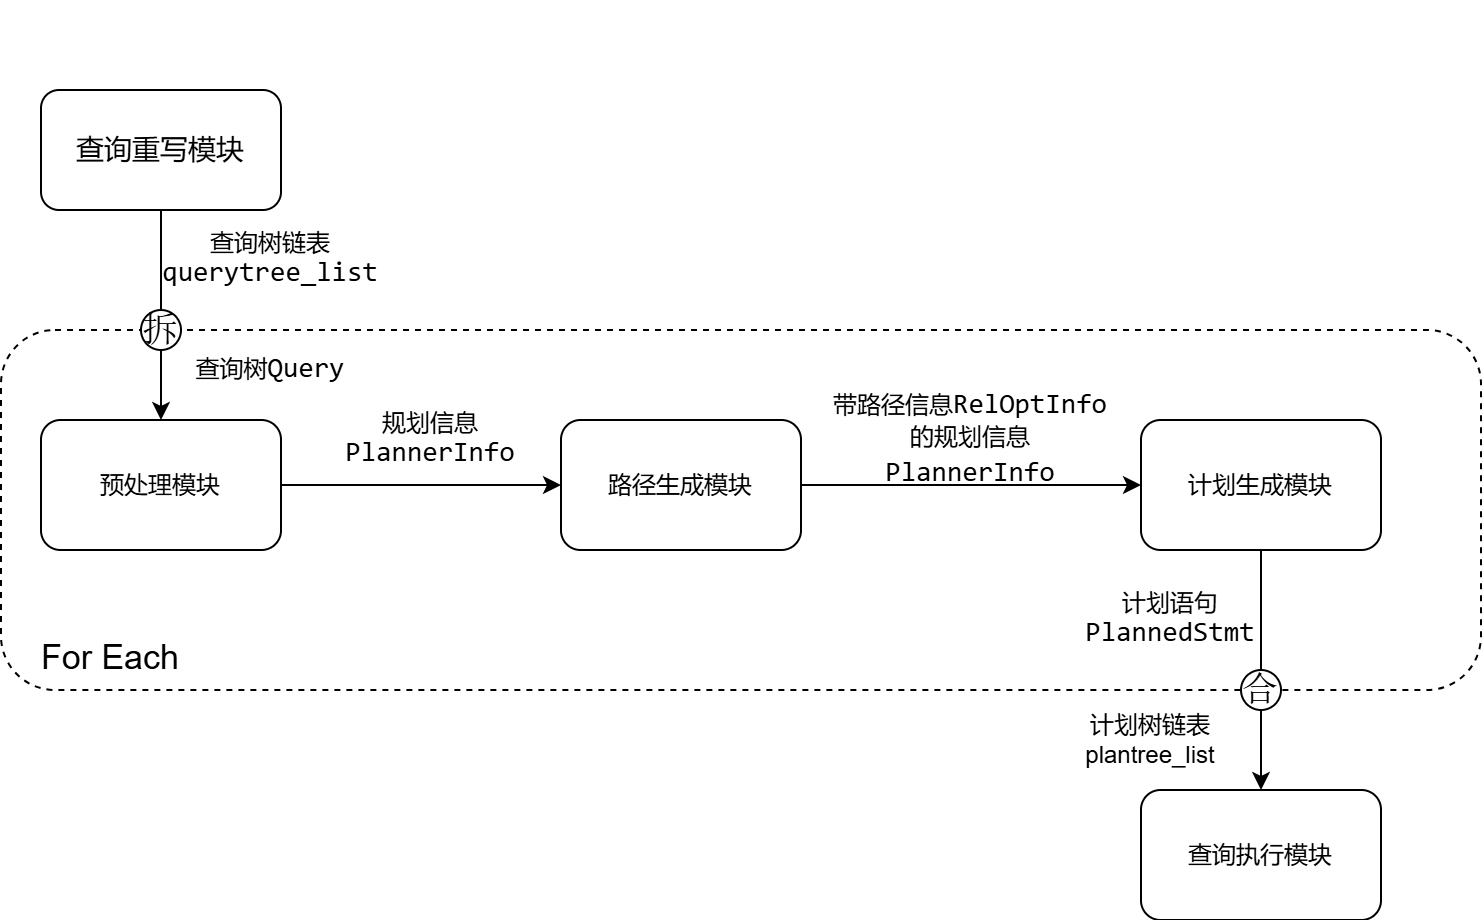 查询重写模块
查询树链表
querytree_list
拆
查询树Query
规划信息
PlannerInfo
带路径信息RelOptInfo
的规划信息
PlannerInfo
预处理模块
路径生成模块
计划生成模块
计划语句
PlannedStmt
For Each
合
计划树链表
plantree_list
查询执行模块